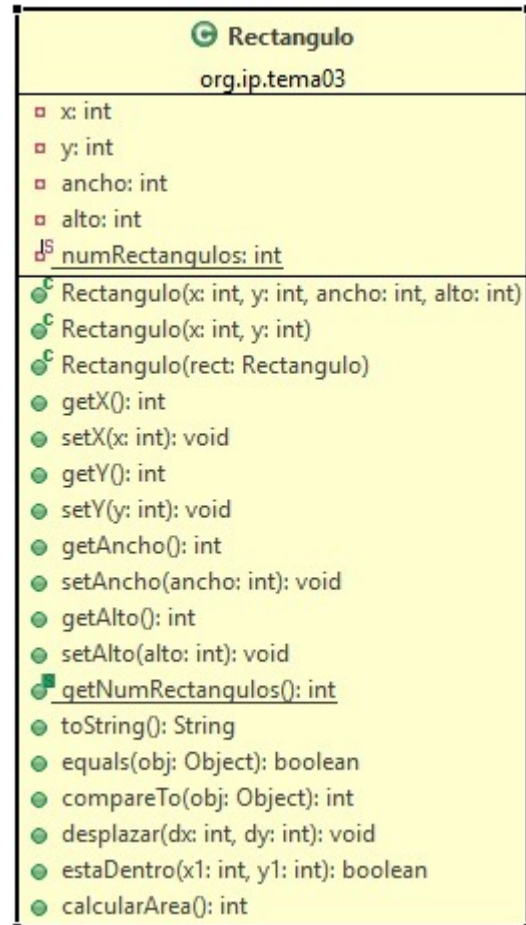 C Rectangulo
org.ip.tema03
x: int
y: int
ancho: int
alto: int
S numRectangulos: int
C Rectangulo(x: int, y: int, ancho: int, alto: int)
C Rectangulo(x: int, y: int)
C Rectangulo(rect: Rectangulo)
getX(): int
setX(x: int): void
getY(): int
setY(y: int): void
getAncho(): int
setAncho(ancho: int): void
getAlto(): int
setAlto(alto: int): void
S getNumRectangulos(): int
toString(): String
equals(obj: Object): boolean
compareTo(obj: Object): int
desplazar(dx: int, dy: int): void
estaDentro(x1: int, y1: int): boolean
calcularArea(): int